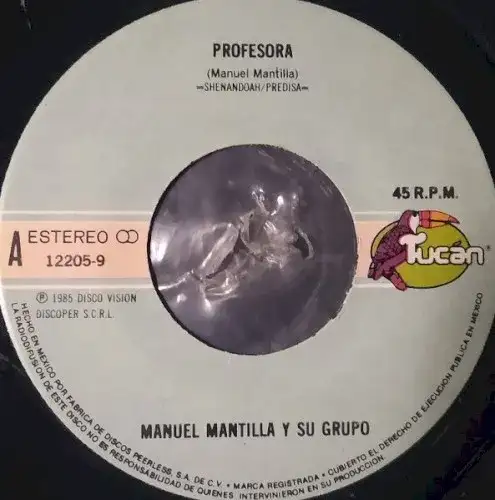 PROFESORA
(Manuel Mantilla)
=SHENANDOAH/PREDISA=
45 R.P.M.
A
ESTEREO
12205-9
Tucán®
Ⓟ 1985 DISCO VISION
DISCOPER S.C.R.L.
MANUEL MANTILLA Y SU GRUPO
HECHO EN MEXICO POR FABRICA DE DISCOS PEERLESS, S.A. DE C.V. • MARCA REGISTRADA • CUBIERTO EL DERECHO DE EJECUCION PUBLICA EN MEXICO
LA RADIODIFUSION DE ESTE DISCO NO ES RESPONSABILIDAD DE QUIENES INTERVINIERON EN SU PRODUCCION.